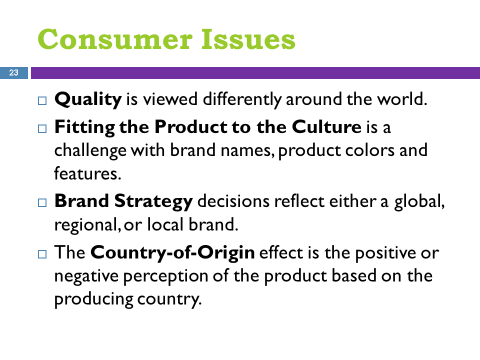 Consumer Issues
23
Quality is viewed differently around the world.
Fitting the Product to the Culture is a
challenge with brand names, product colors and
features.
Brand Strategy decisions reflect either a global,
regional, or local brand.
The Country-of-Origin effect is the positive or
negative perception of the product based on the
producing country.